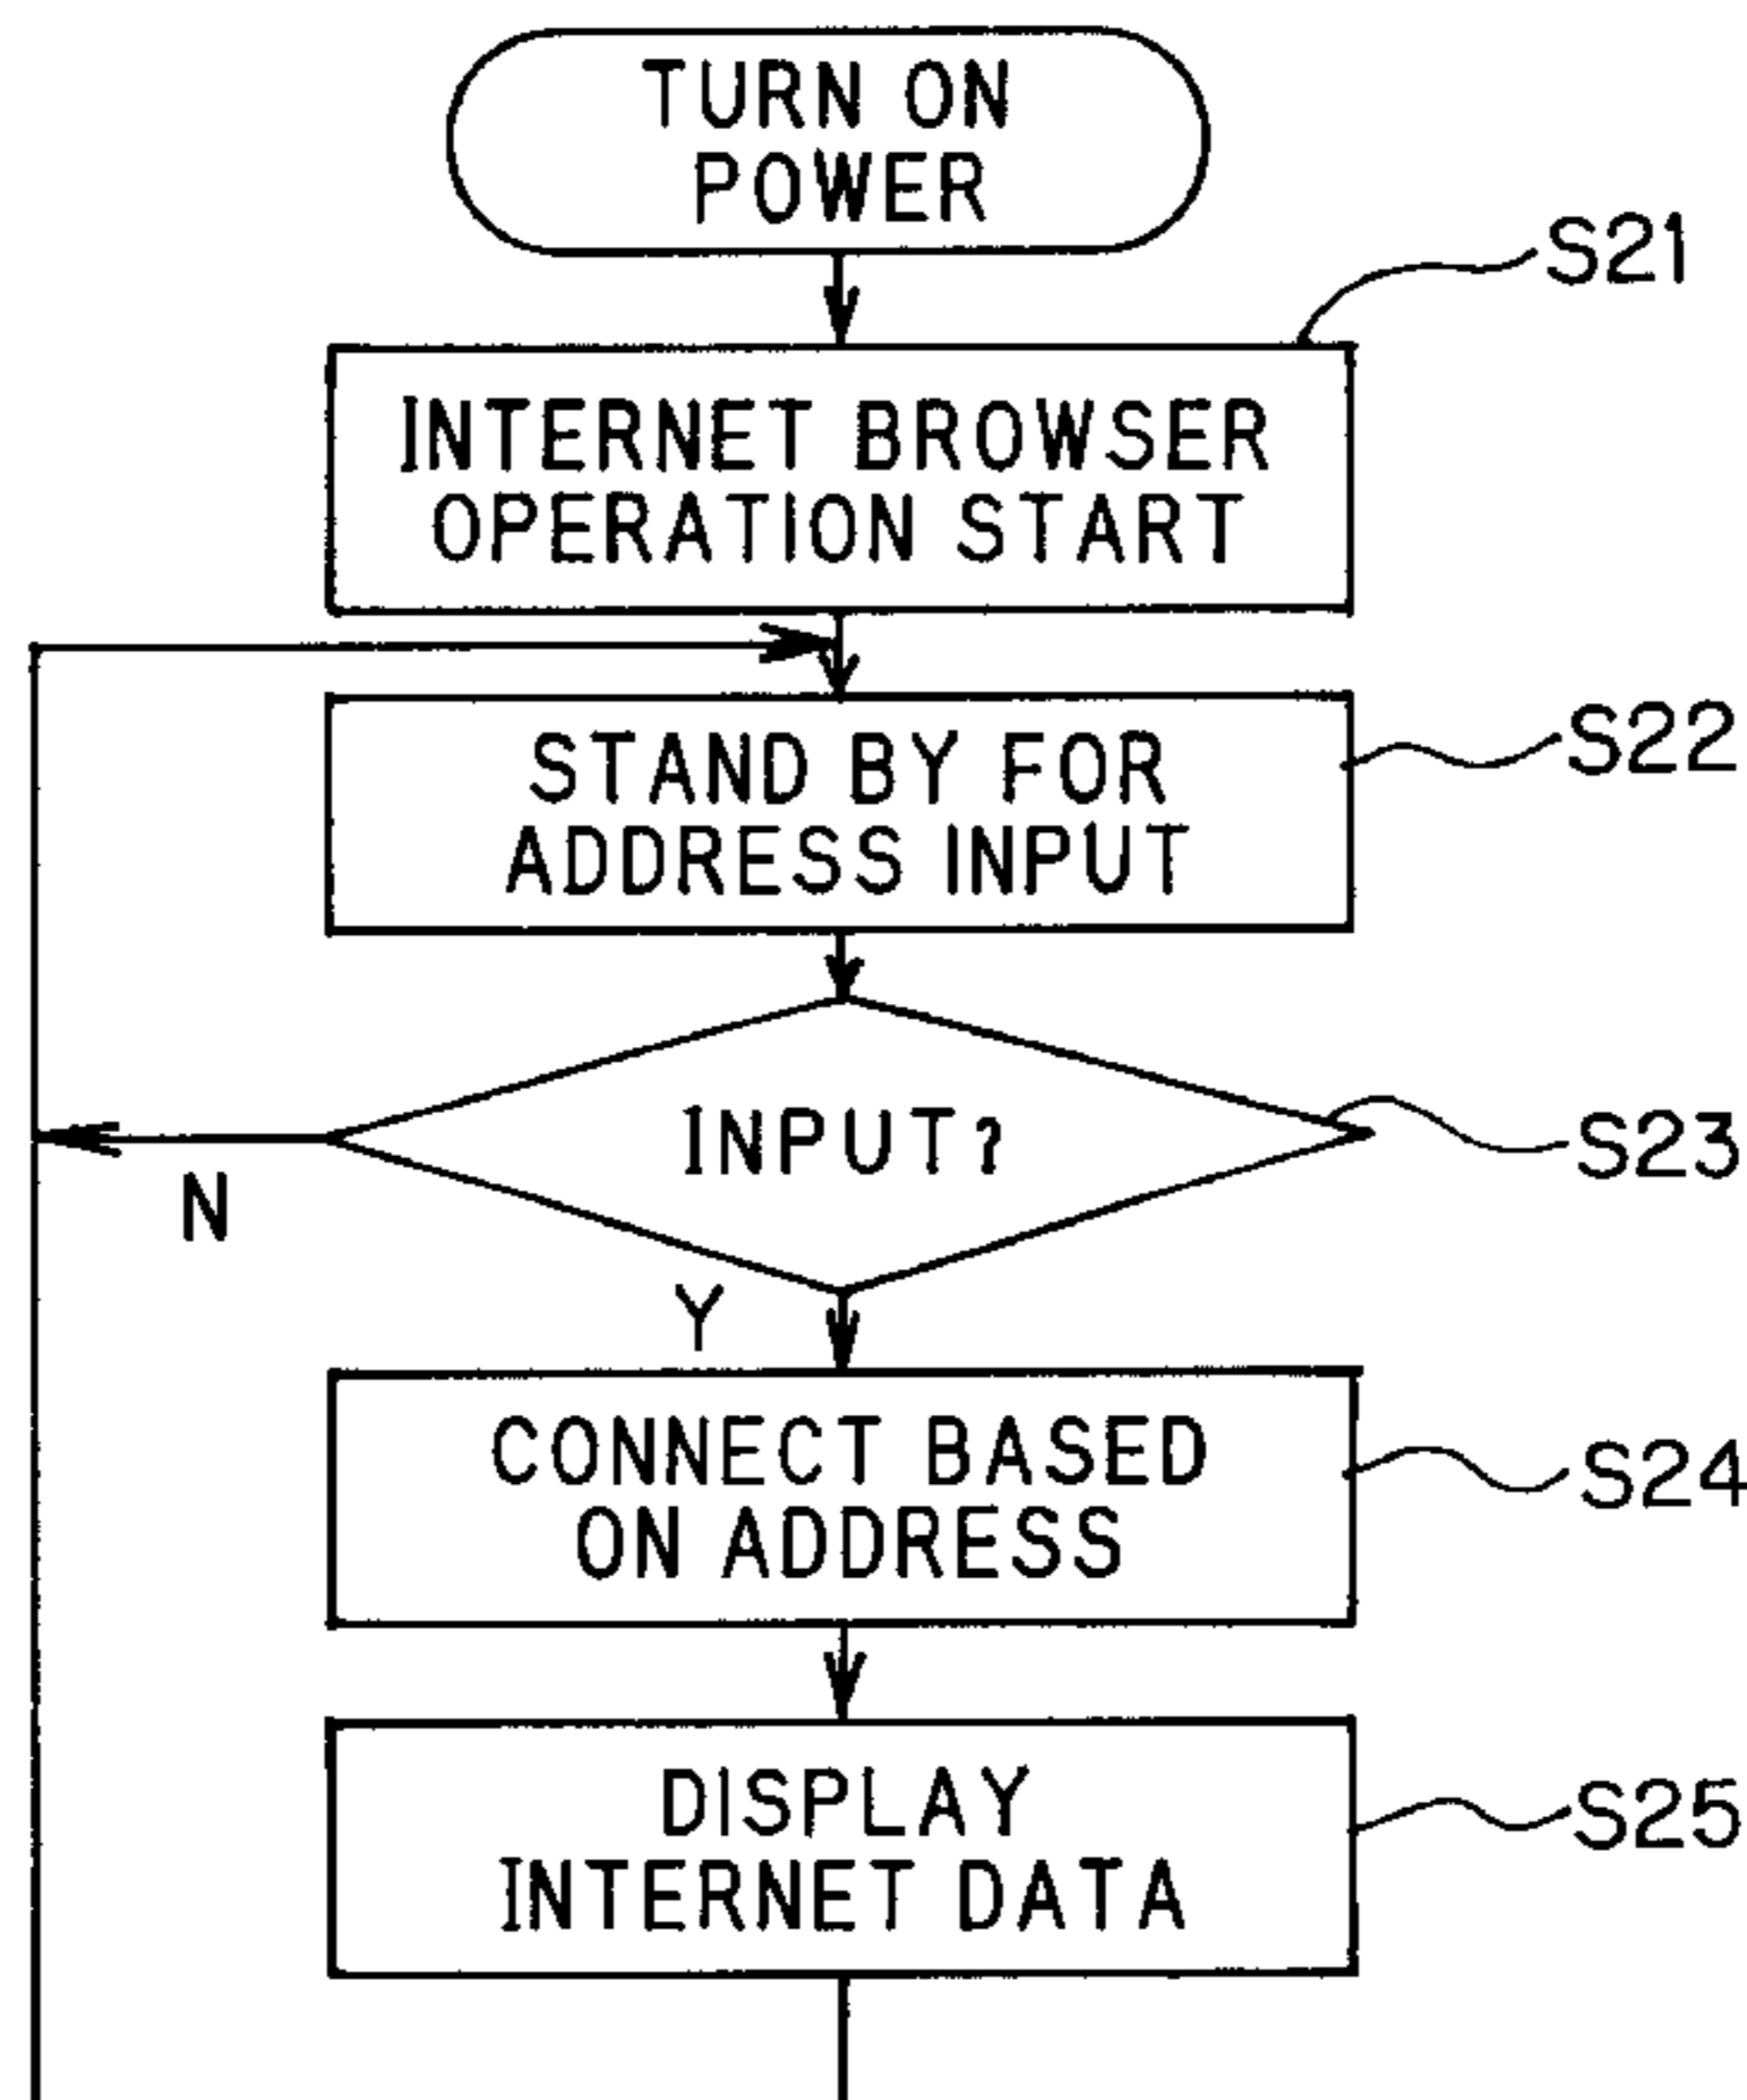 TURN ON
POWER
S21
INTERNET BROWSER
OPERATION START
S22
STAND BY FOR
ADDRESS INPUT
INPUT?
S23
N
Y
CONNECT BASED
ON ADDRESS
S24
DISPLAY
INTERNET DATA
S25